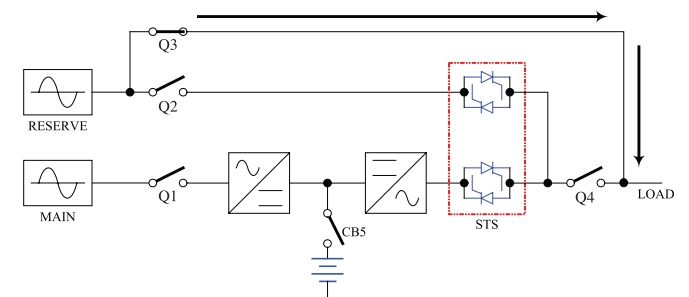 Q3
Q2
RESERVE
Q1
MAIN
CB5
STS
Q4
LOAD